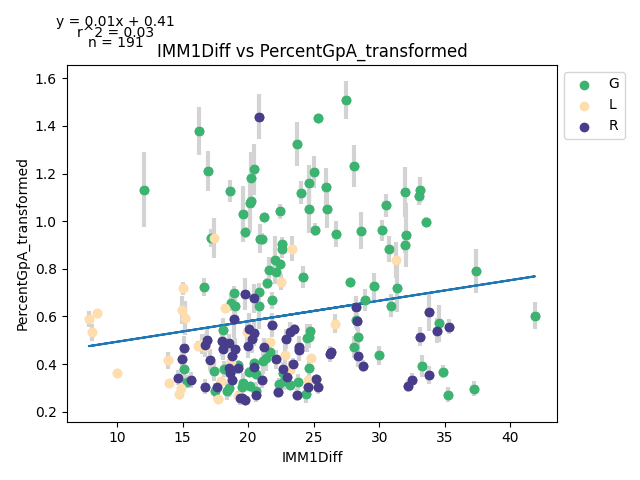 y = 0.01x + 0.41
r^2 = 0.03
n = 191
IMM1Diff vs PercentGpA_transformed
PercentGpA_transformed
1.6
1.4
1.2
1.0
0.8
0.6
0.4
0.2
10 15 20 25 30 35 40
IMM1Diff
G
L
R